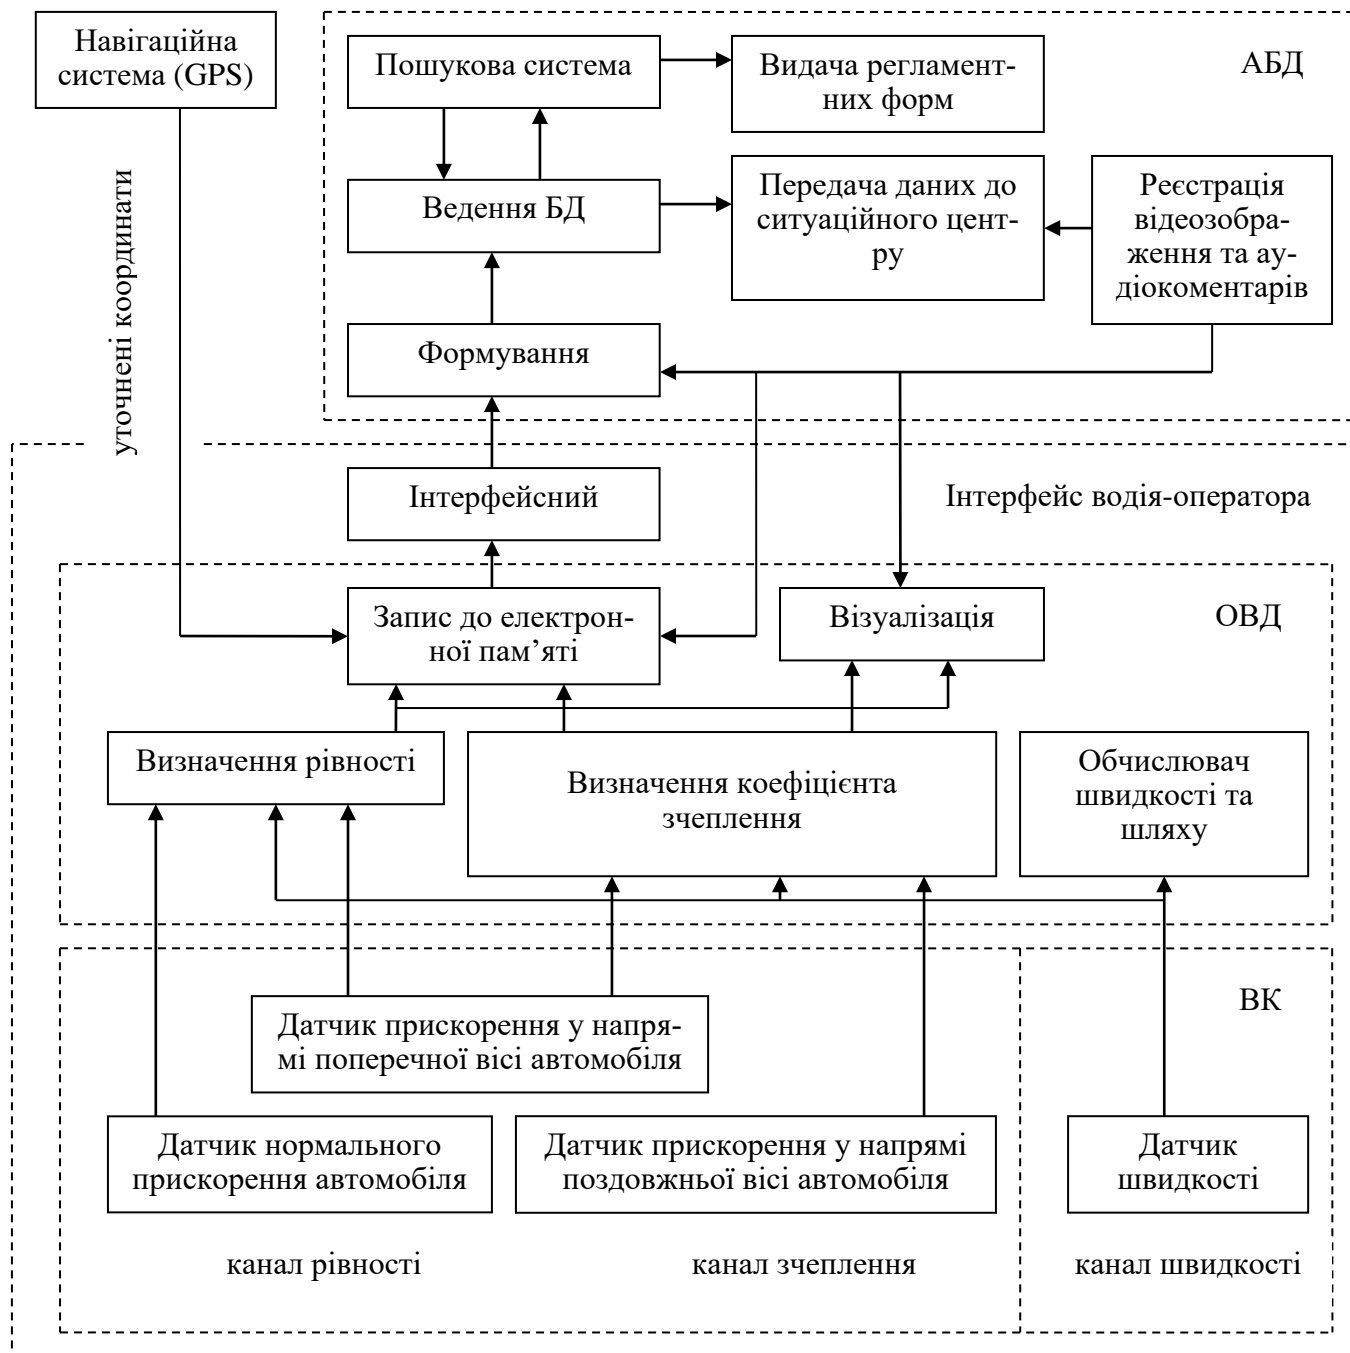 Навігаційна
система (GPS)
Пошукова система
Видача регламент-
них форм
АБД
уточнені координати
Ведення БД
Передача даних до
ситуаційного цент-
ру
Реєстрація
відеозобра-
ження та ау-
діокоментарів
Формування
Інтерфейсний
Інтерфейс водія-оператора
Запис до електрон-
ної пам’яті
Візуалізація
ОВД
Визначення рівності
Визначення коефіцієнта
зчеплення
Обчислювач
швидкості та
шляху
ВК
Датчик прискорення у напря-
мі поперечної вісі автомобіля
Датчик нормального
прискорення автомобіля
Датчик прискорення у напрямі
поздовжньої вісі автомобіля
Датчик
швидкості
канал рівності
канал зчеплення
канал швидкості